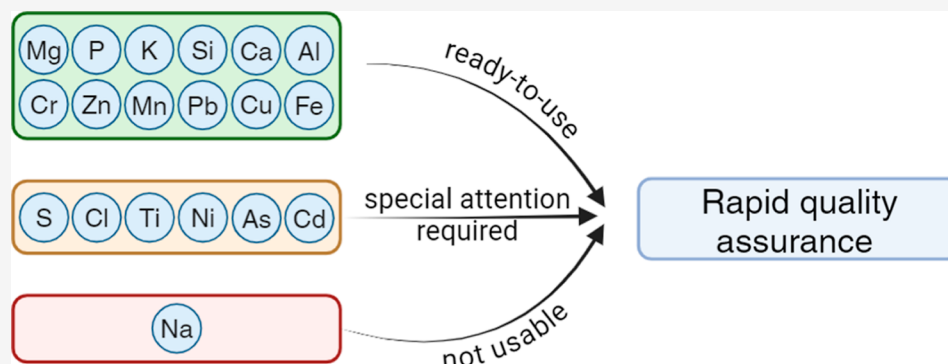 Mg P K Si Ca Al
Cr Zn Mn Pb Cu Fe
ready-to-use
S Cl Ti Ni As Cd
special attention
required
Rapid quality
assurance
Na
not usable